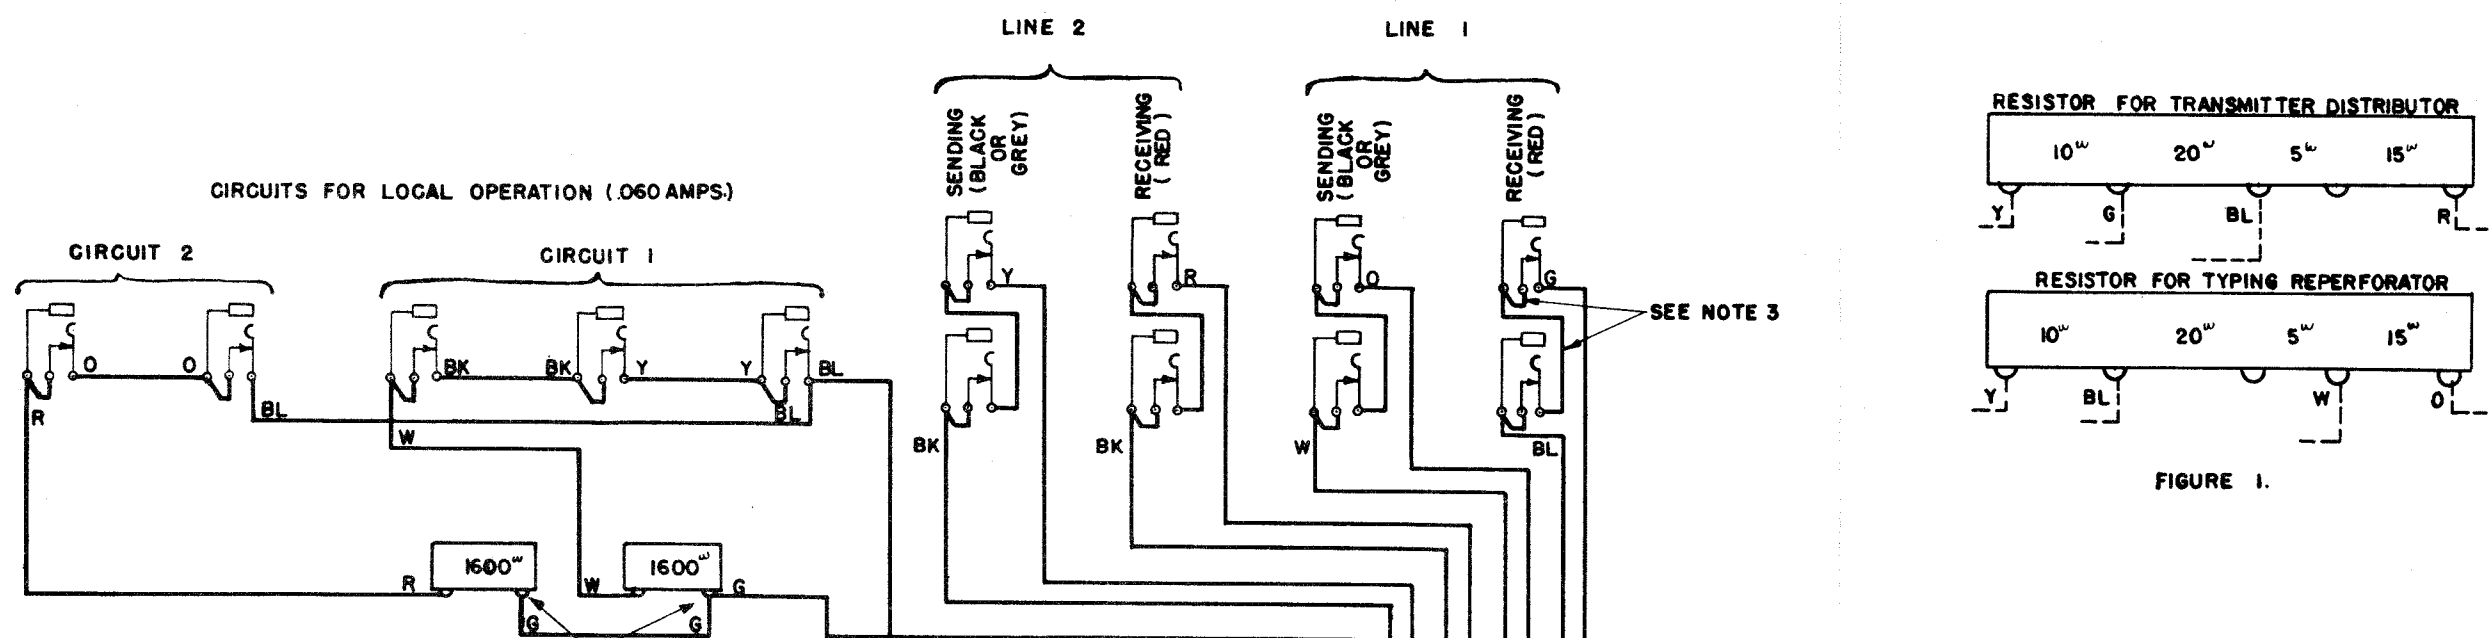 LINE 2
LINE 1
SENDING
(BLACK
OR
GREY)
RECEIVING
(RED)
SENDING
(BLACK
OR
GREY)
RECEIVING
(RED)
CIRCUITS FOR LOCAL OPERATION (.060 AMPS.)
CIRCUIT 2
CIRCUIT 1
Y
R
O
G
SEE NOTE 3
O
O
BK
BK
Y
Y
BL
R
BL
BL
W
BK
BK
W
BL
1600ω
1600ω
R
W
G
G
G
RESISTOR FOR TRANSMITTER DISTRIBUTOR
10ω 20ω 5ω 15ω
Y
G
BL
R
RESISTOR FOR TYPING REPERFORATOR
10ω 20ω 5ω 15ω
Y
BL
W
O
FIGURE 1.